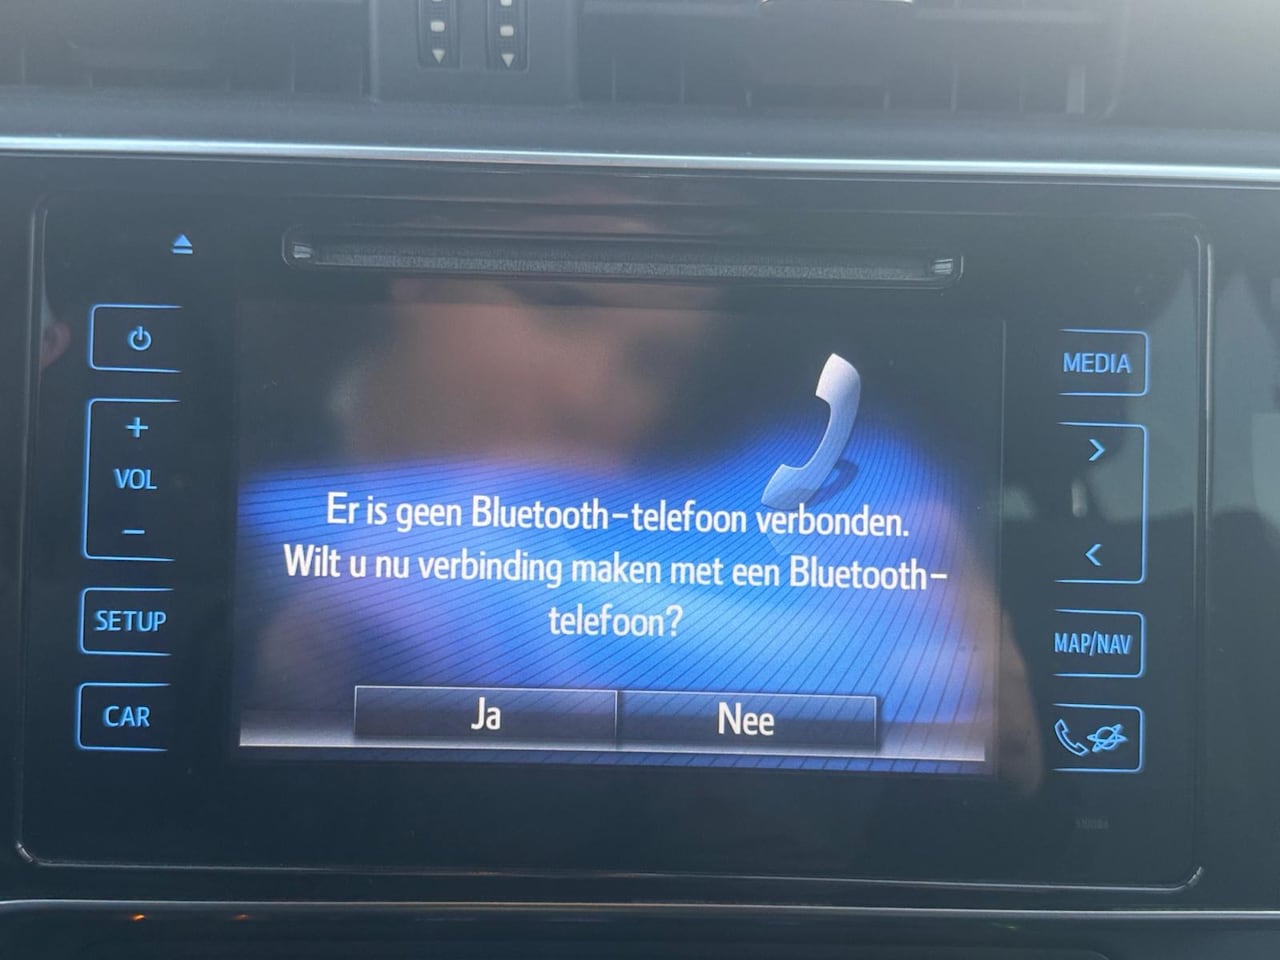 VOL
SETUP
CAR
Er is geen Bluetooth-telefoon verbonden.
Wilt u nu verbinding maken met een Bluetooth-
telefoon?
Ja
Nee
MEDIA
MAP/NAV